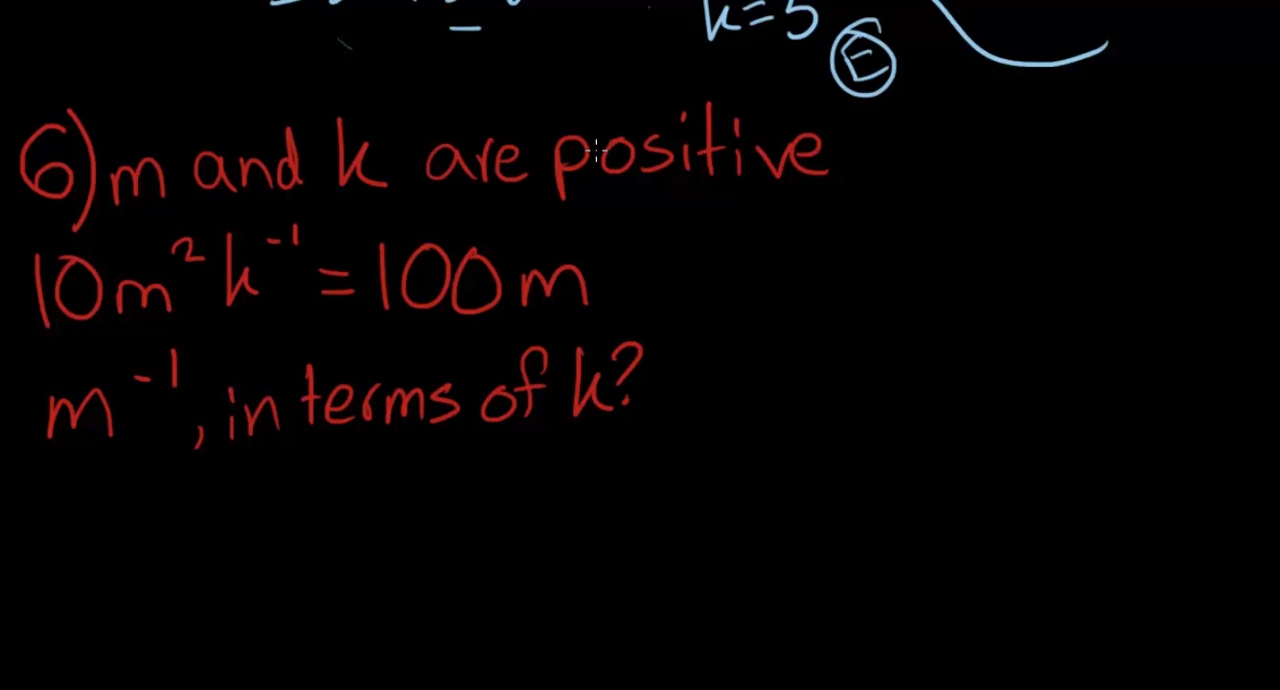 k=5 E
6) m and k are positive
10m²k⁻¹ = 100m
m⁻¹, in terms of k?